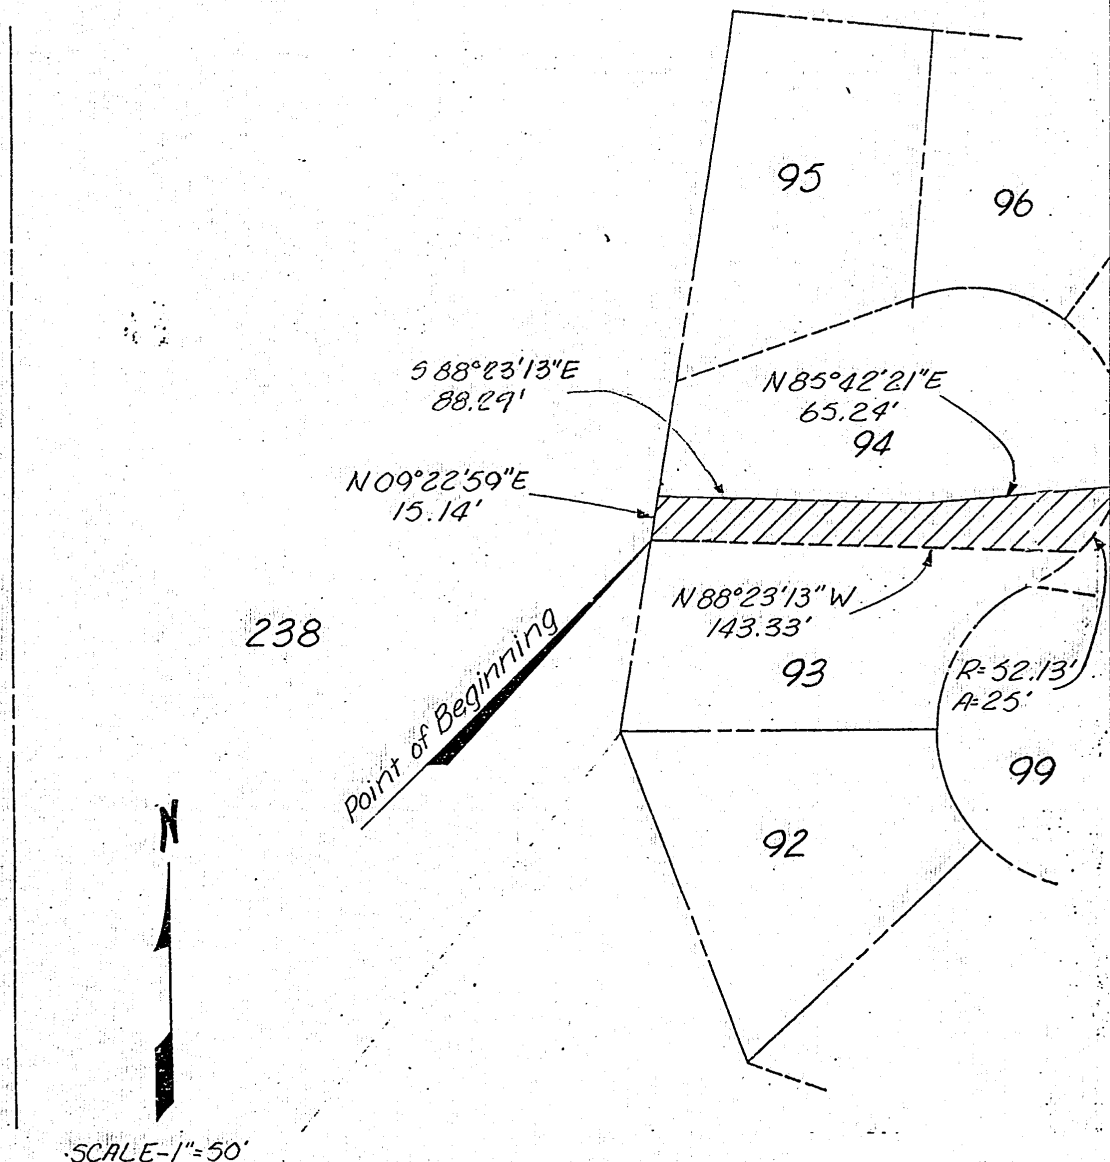 95
96
S 88°23'13"E
88.29'
N 85°42'21"E
65.24'
94
N 09°22'59"E
15.14'
N 88°23'13"W
143.33'
238
93
R=52.13'
A=25'
Point of Beginning
99
92
N
SCALE-1"=50'